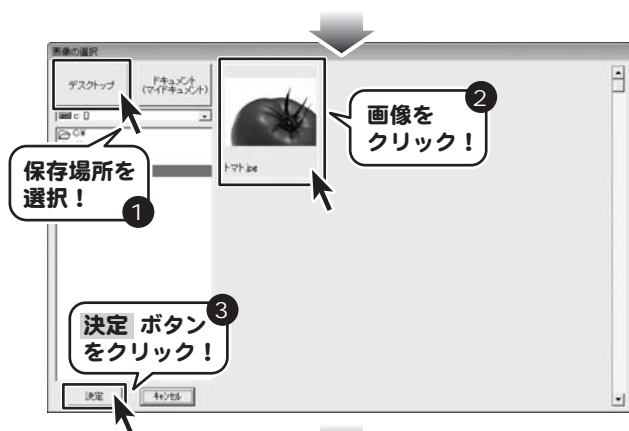 画像の選択
デスクトップ
ドキュメント
(マイドキュメント)
c: []
C:¥
保存場所を
選択！
1
トマト.jpg
画像を
クリック！
2
決定 ボタン
をクリック！
3
決定
キャンセル